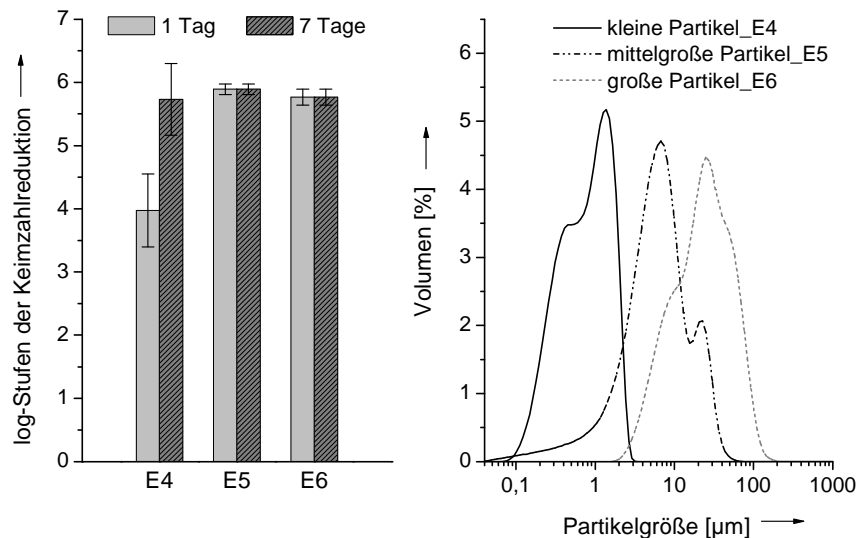 1 Tag 7 Tage
log-Stufen der Keimzahlreduktion
7
6
5
4
3
2
1
0
E4 E5 E6
kleine Partikel_E4
mittelgroße Partikel_E5
große Partikel_E6
Volumen [%]
6
5
4
3
2
1
0
0,1 1 10 100 1000
Partikelgröße [µm]